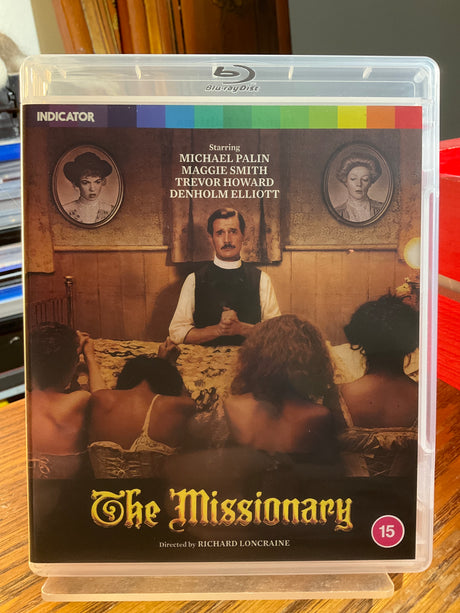 Blu-ray Disc
INDICATOR
Starring
MICHAEL PALIN
MAGGIE SMITH
TREVOR HOWARD
DENHOLM ELLIOTT
The Missionary
15
Directed by RICHARD LONCRAINE